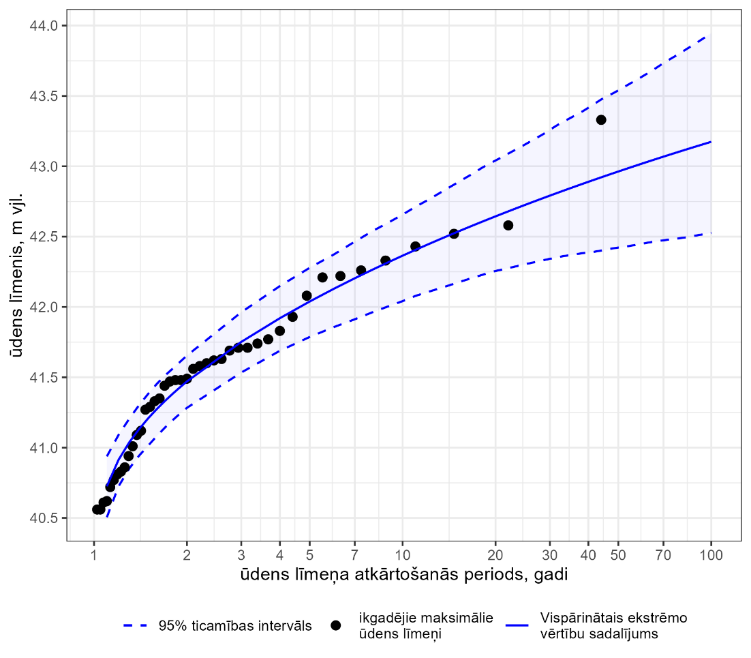 44.0
43.5
43.0
42.5
42.0
41.5
41.0
40.5
ūdens līmenis, m vjl.
1 2 3 4 5 7 10 20 30 40 50 70 100
ūdens līmeņa atkārtošanās periods, gadi
95% ticamības intervāls
ikgadējie maksimālie
ūdens līmeņi
Vispārinātais ekstrēmo
vērtību sadalījums